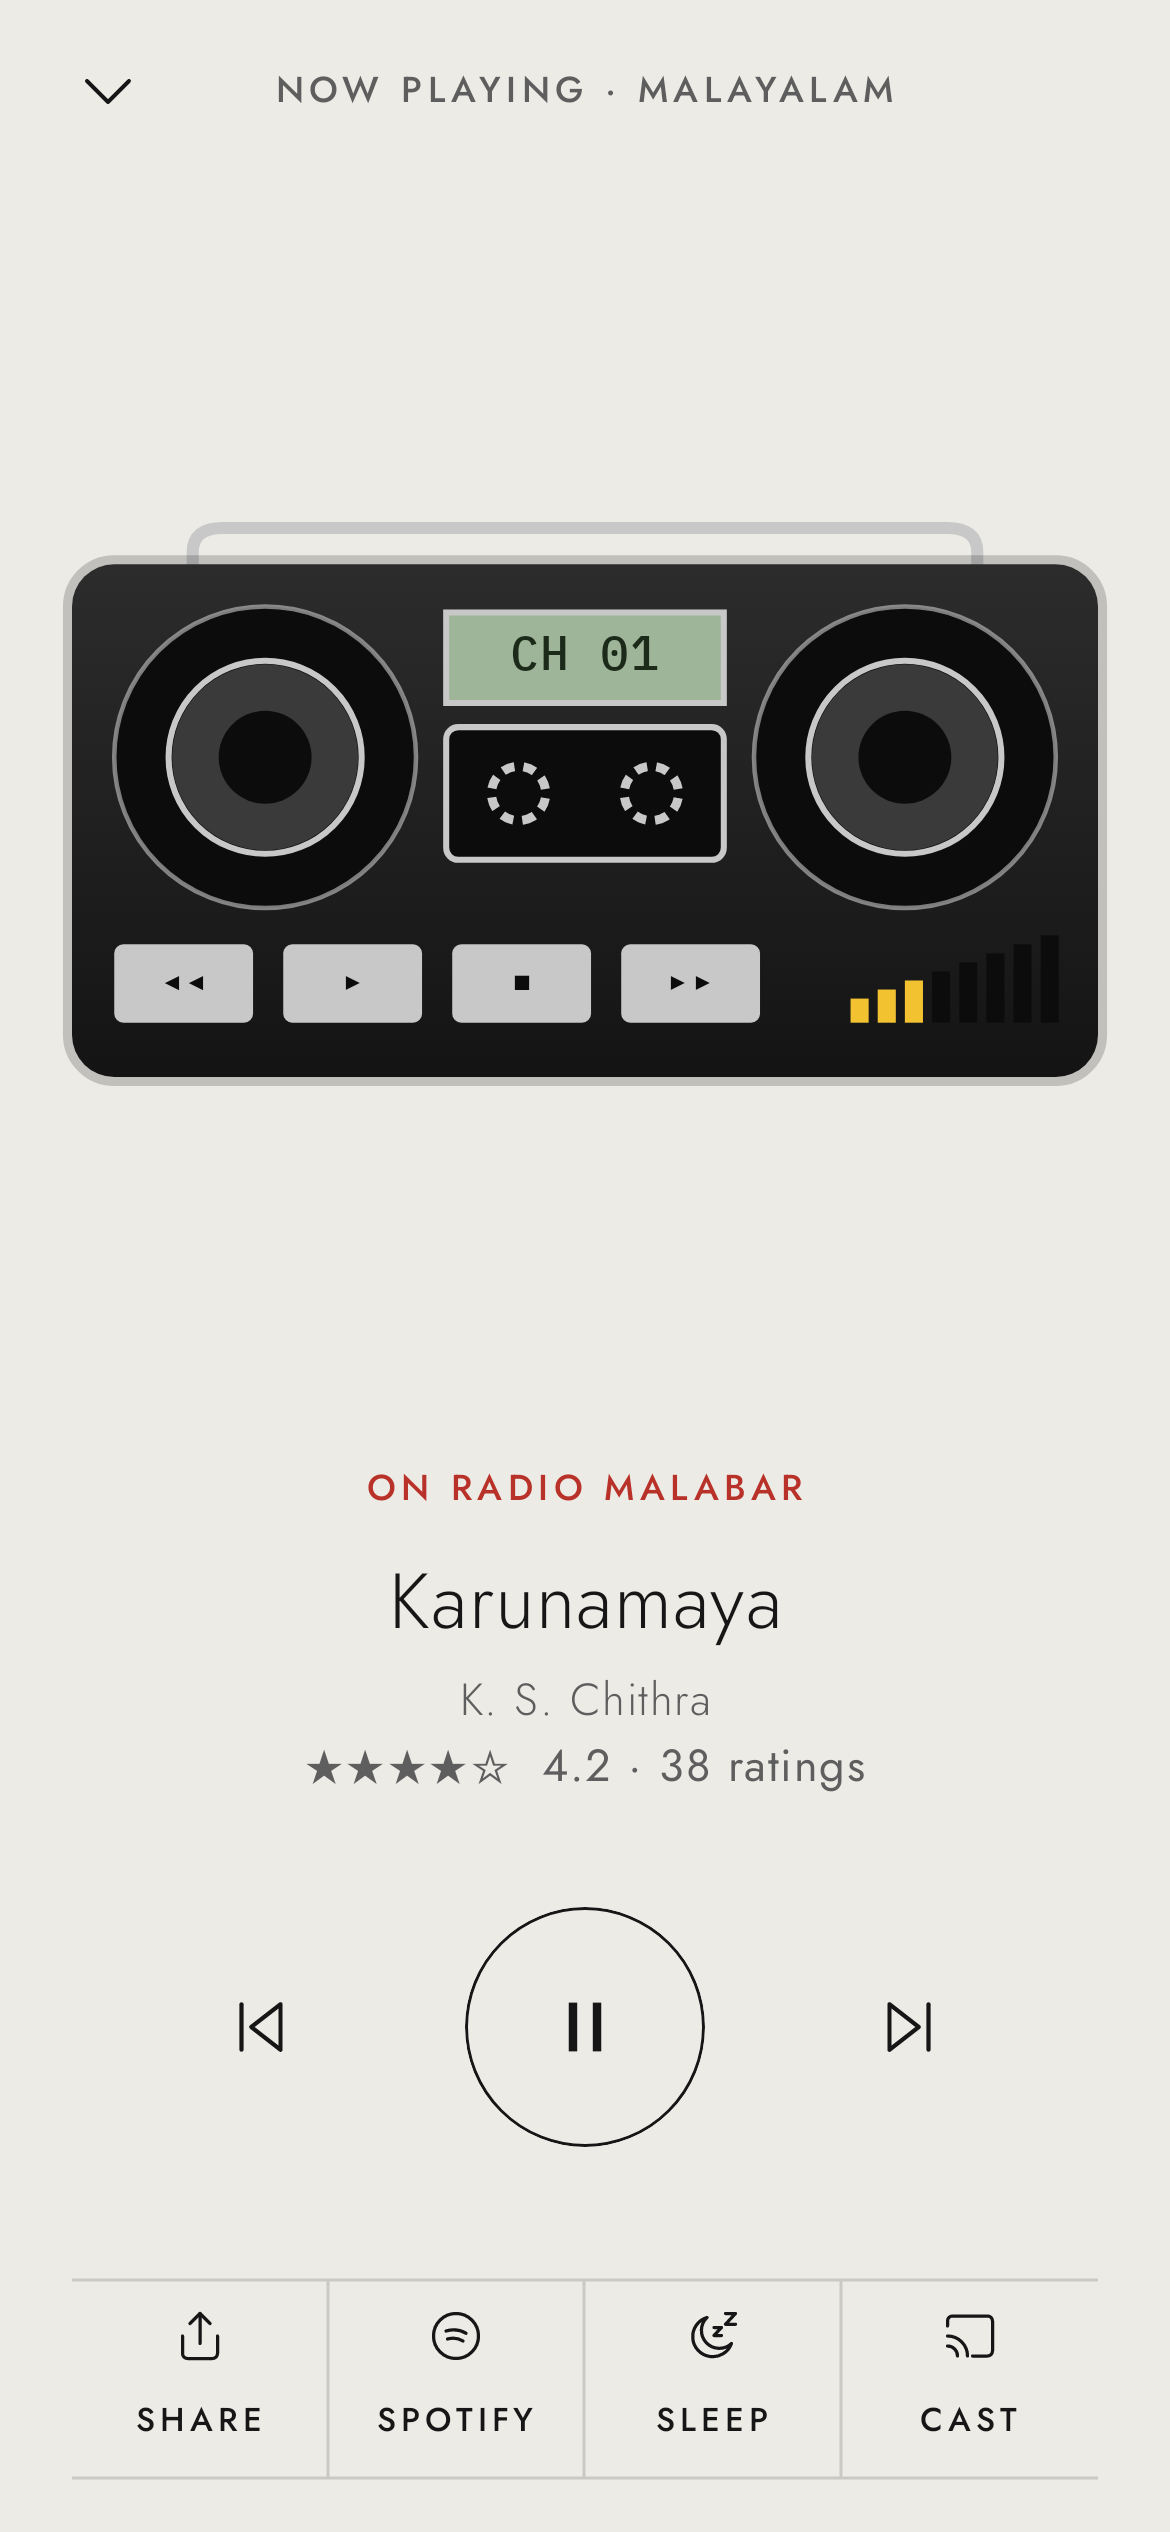 NOW PLAYING · MALAYALAM
CH 01
ON RADIO MALABAR
Karunamaya
K. S. Chithra
★★★★☆ 4.2 · 38 ratings
SHARE SPOTIFY SLEEP CAST